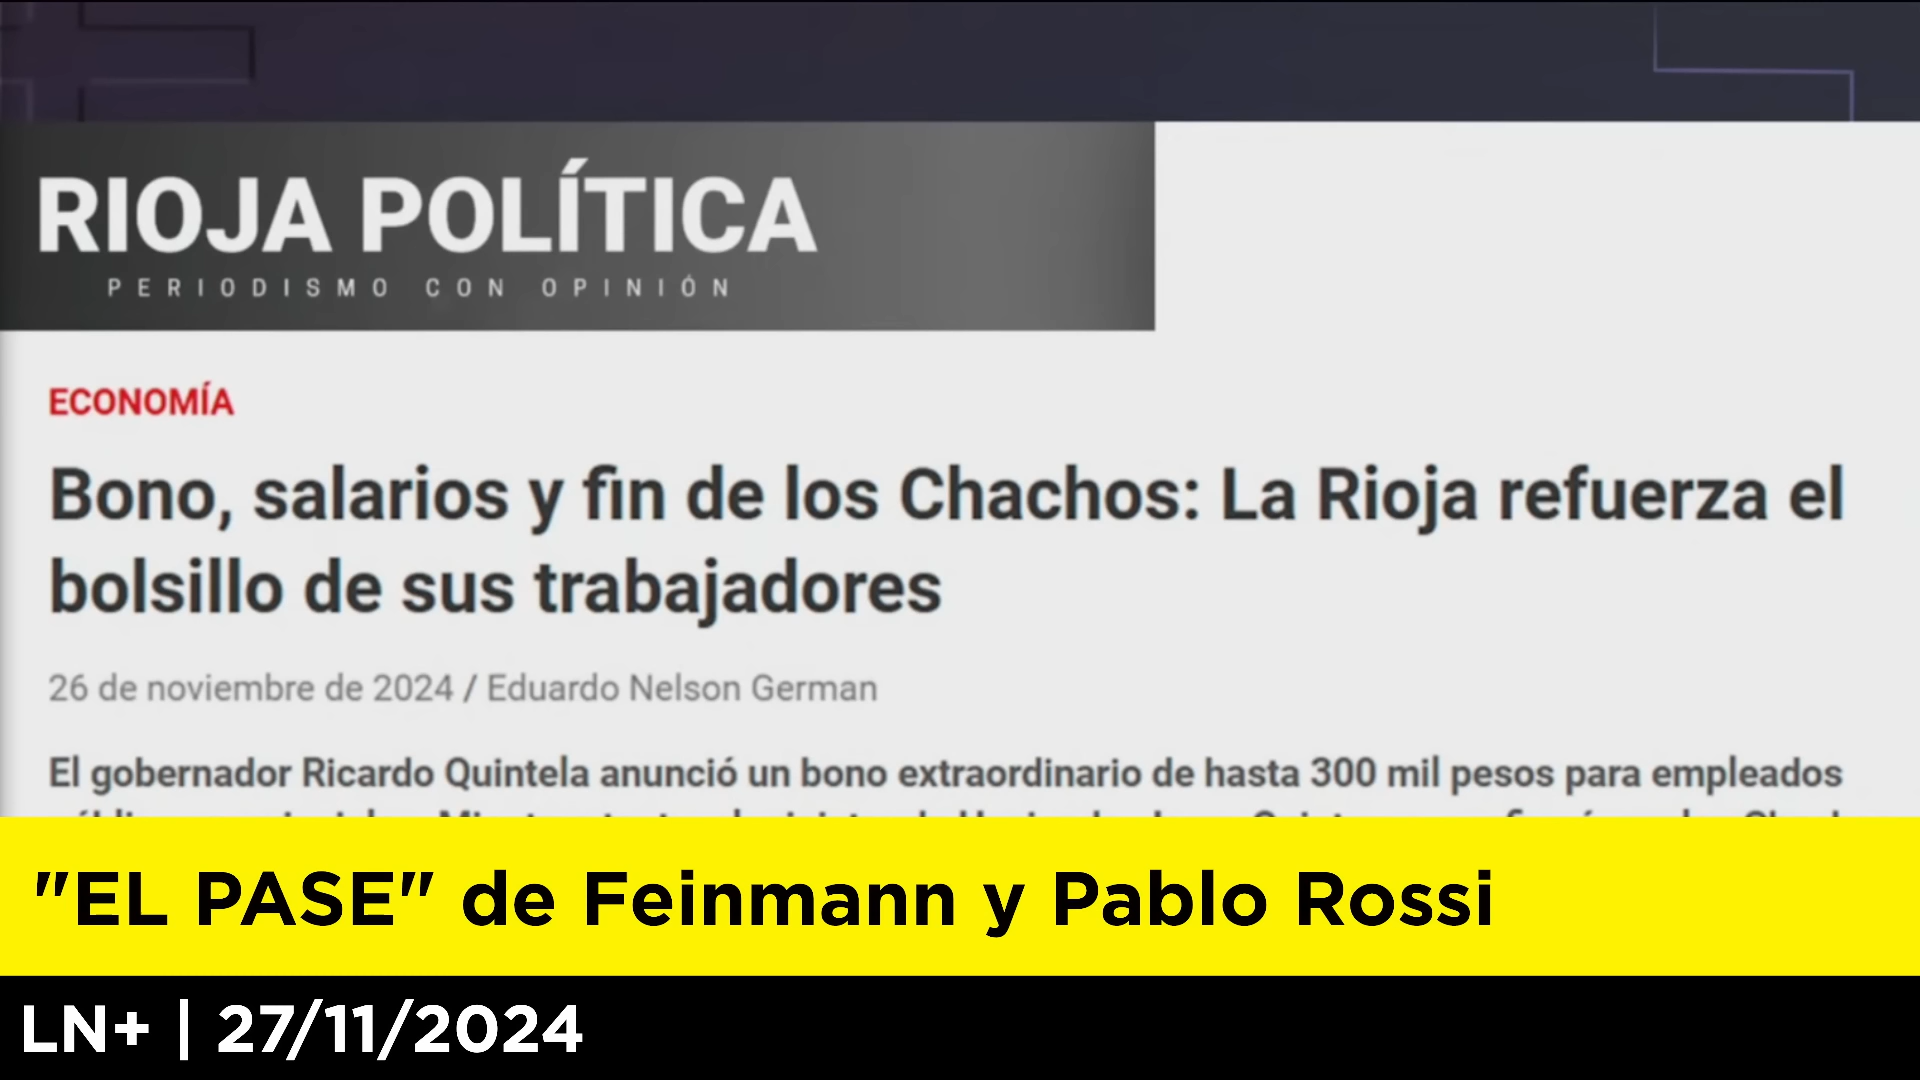 RIOJA POLÍTICA
PERIODISMO CON OPINIÓN
ECONOMÍA
Bono, salarios y fin de los Chachos: La Rioja refuerza el
bolsillo de sus trabajadores
26 de noviembre de 2024 / Eduardo Nelson German
El gobernador Ricardo Quintela anunció un bono extraordinario de hasta 300 mil pesos para empleados
"EL PASE" de Feinmann y Pablo Rossi
LN+ | 27/11/2024